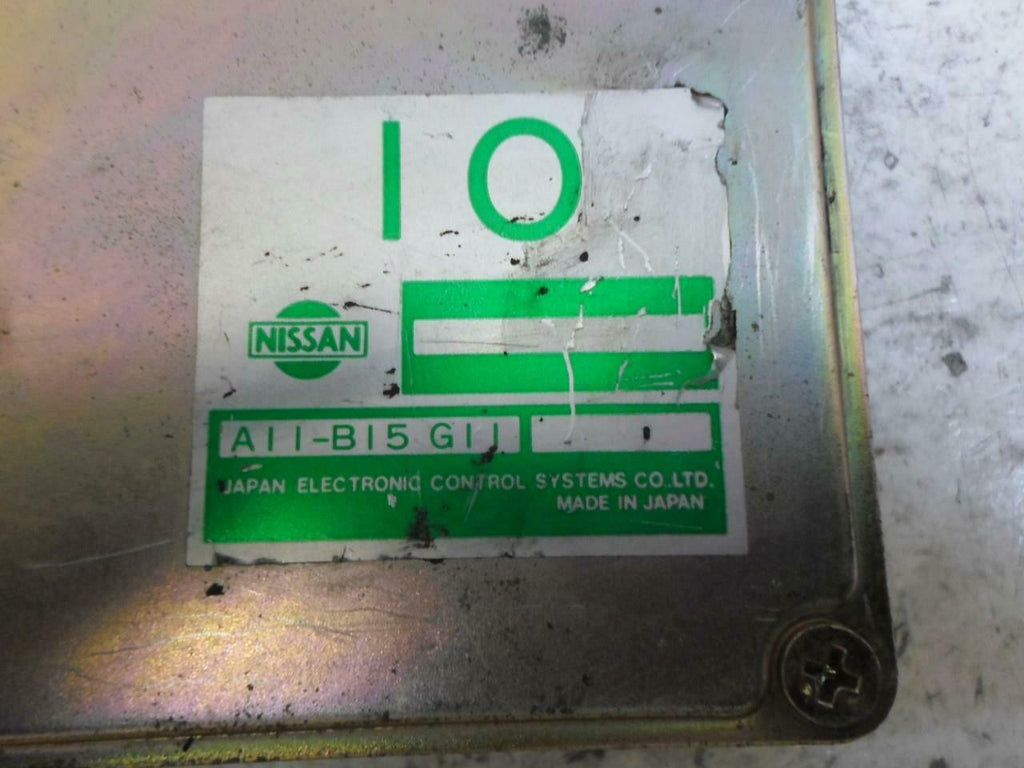 10
NISSAN
A11-B15 G11
JAPAN ELECTRONIC CONTROL SYSTEMS CO.,LTD.
MADE IN JAPAN